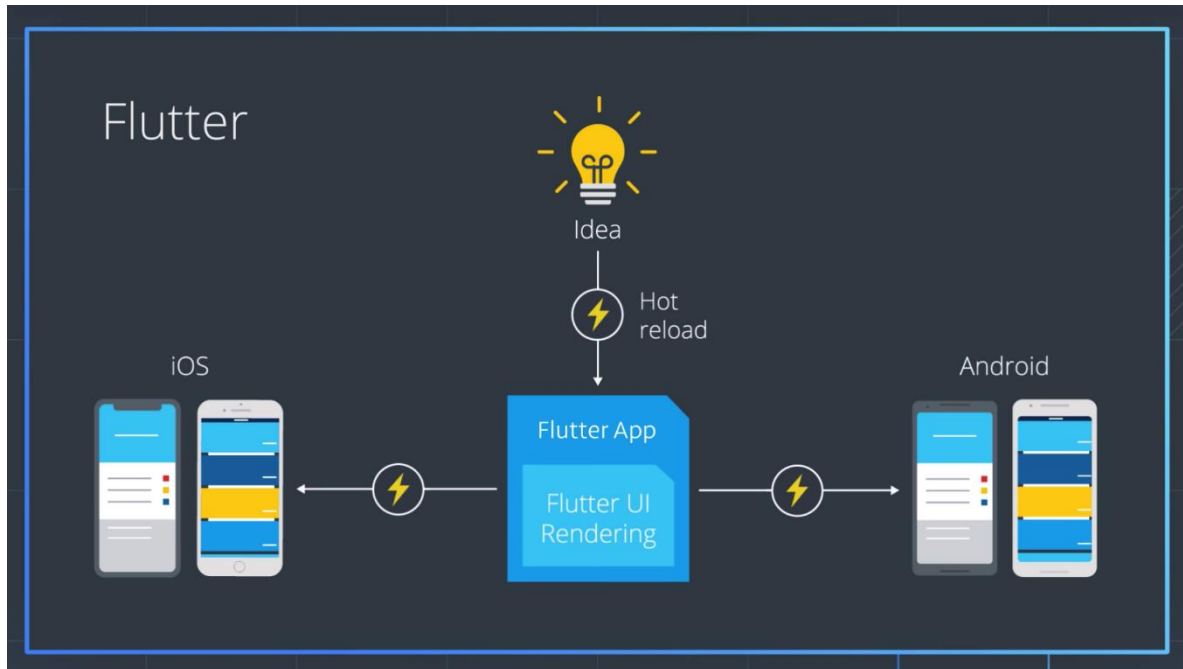 Flutter
Idea
Hot
reload
iOS
Android
Flutter App
Flutter UI
Rendering